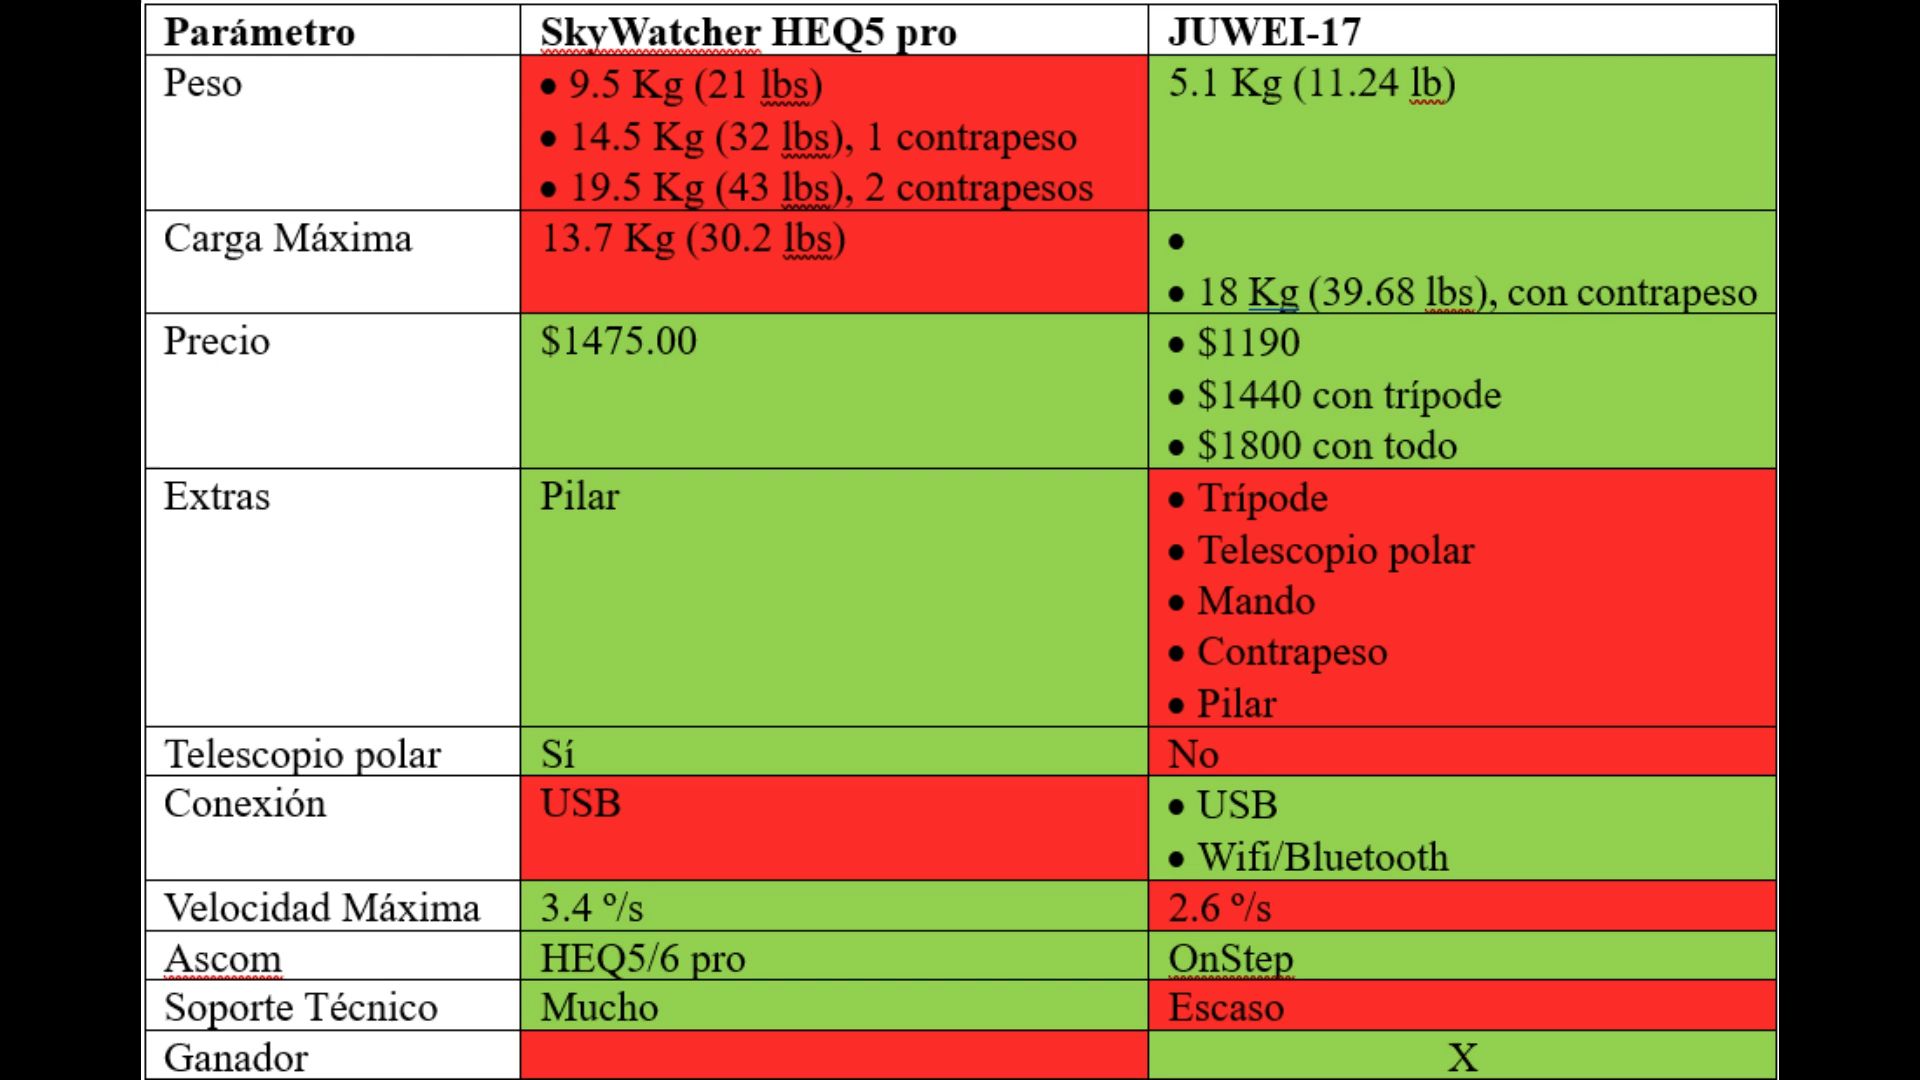 Parámetro SkyWatcher HEQ5 pro JUWEI-17
Peso • 9.5 Kg (21 lbs) 5.1 Kg (11.24 lb)
• 14.5 Kg (32 lbs), 1 contrapeso
• 19.5 Kg (43 lbs), 2 contrapesos
Carga Máxima 13.7 Kg (30.2 lbs) •
• 18 Kg (39.68 lbs), con contrapeso
Precio $1475.00 • $1190
• $1440 con trípode
• $1800 con todo
Extras Pilar • Trípode
• Telescopio polar
• Mando
• Contrapeso
• Pilar
Telescopio polar Sí No
Conexión USB • USB
• Wifi/Bluetooth
Velocidad Máxima 3.4 º/s 2.6 º/s
Ascom HEQ5/6 pro OnStep
Soporte Técnico Mucho Escaso
Ganador X